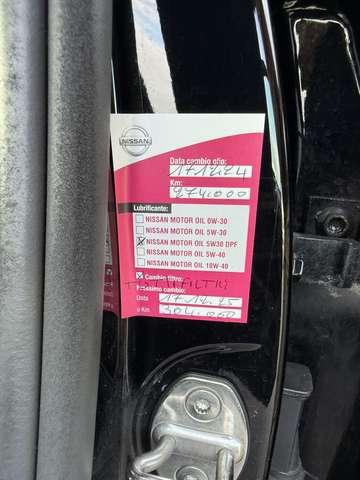 NISSAN
Data cambio olio:
17.12.24
Km:
274.000
Lubrificante:
NISSAN MOTOR OIL 0W-30
NISSAN MOTOR OIL 5W-30
NISSAN MOTOR OIL 5W30 DPF
NISSAN MOTOR OIL 5W-40
NISSAN MOTOR OIL 10W-40
Cambio filtro:
FILTRI
Prossimo cambio:
Data 17.12.25
o Km 304.000